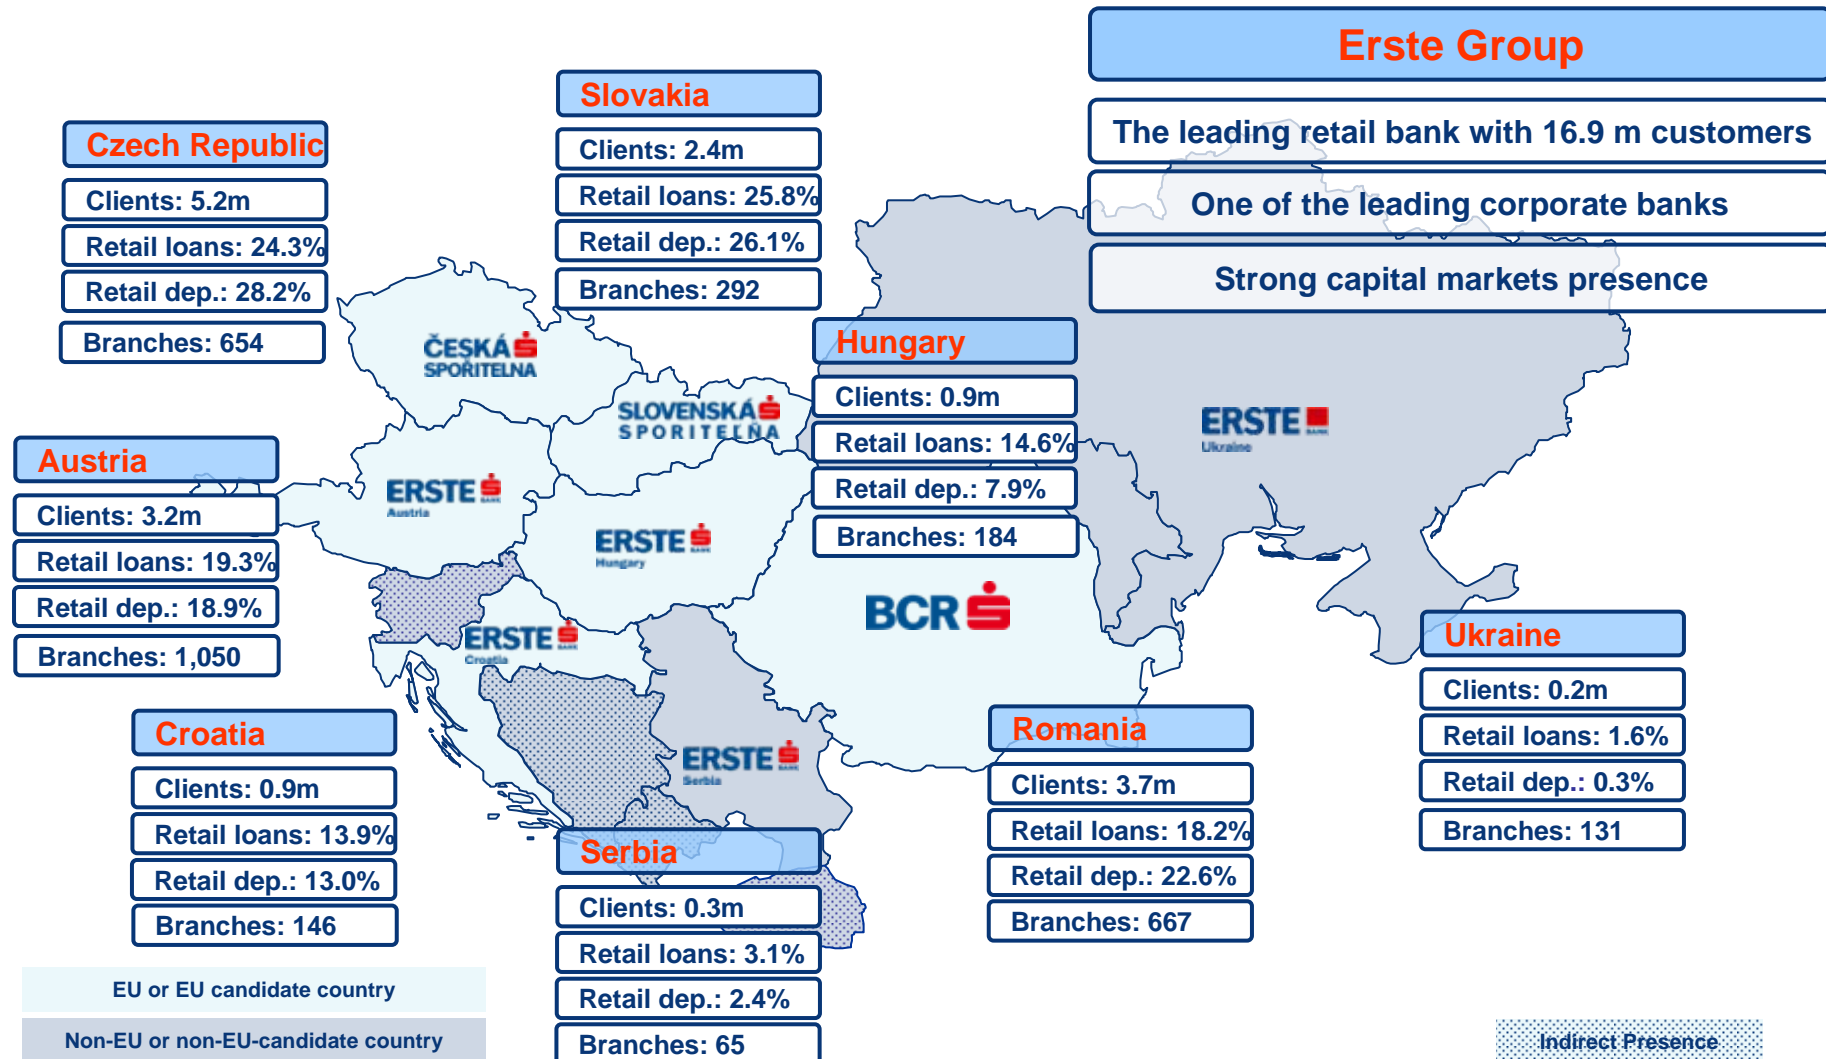 Erste Group
The leading retail bank with 16.9 m customers
One of the leading corporate banks
Strong capital markets presence
Slovakia
Clients: 2.4m
Retail loans: 25.8%
Retail dep.: 26.1%
Branches: 292
Czech Republic
Clients: 5.2m
Retail loans: 24.3%
Retail dep.: 28.2%
Branches: 654
ČESKÁ
SPOŘITELNA
SLOVENSKÁ
SPORITEĽŇA
Hungary
Clients: 0.9m
Retail loans: 14.6%
Retail dep.: 7.9%
Branches: 184
ERSTE BANK
Ukraine
Austria
Clients: 3.2m
Retail loans: 19.3%
Retail dep.: 18.9%
Branches: 1,050
ERSTE BANK
Austria
ERSTE BANK
Hungary
BCR
ERSTE BANK
Croatia
ERSTE BANK
Serbia
Ukraine
Clients: 0.2m
Retail loans: 1.6%
Retail dep.: 0.3%
Branches: 131
Croatia
Clients: 0.9m
Retail loans: 13.9%
Retail dep.: 13.0%
Branches: 146
Romania
Clients: 3.7m
Retail loans: 18.2%
Retail dep.: 22.6%
Branches: 667
Serbia
Clients: 0.3m
Retail loans: 3.1%
Retail dep.: 2.4%
Branches: 65
EU or EU candidate country
Non-EU or non-EU-candidate country
Indirect Presence